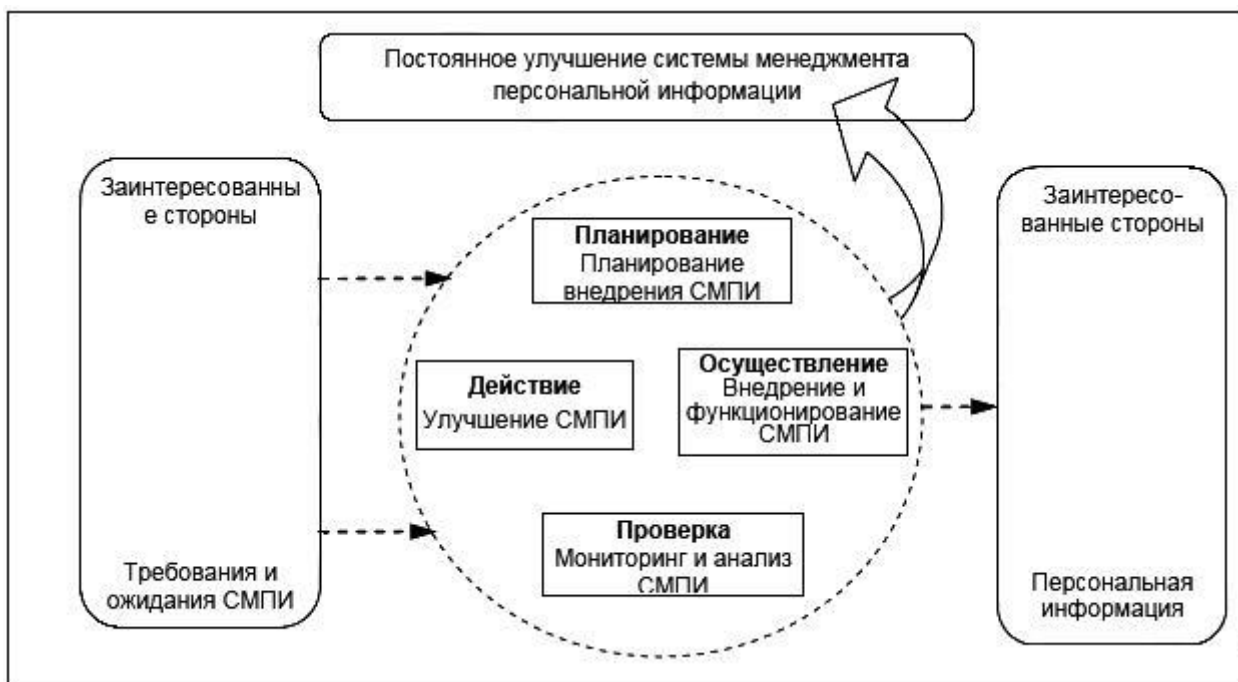 Постоянное улучшение системы менеджмента
персональной информации
Заинтересованны
е стороны
Требования и
ожидания СМПИ
Планирование
Планирование
внедрения СМПИ
Действие
Улучшение СМПИ
Осуществление
Внедрение и
функционирование
СМПИ
Проверка
Мониторинг и анализ
СМПИ
Заинтересо-
ванные стороны
Персональная
информация